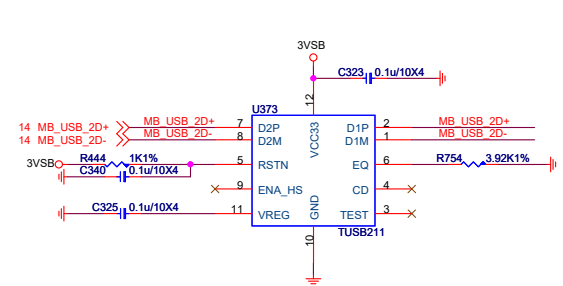 3VSB
C323 0.1u/10X4
U373
12
14 MB_USB_2D+ MB_USB_2D+ 7 D2P VCC33 D1P 2 MB_USB_2D+
14 MB_USB_2D- MB_USB_2D- 8 D2M D1M 1 MB_USB_2D-
3VSB R444 1K1% 5 RSTN EQ 6 R754 3.92K1%
C340 0.1u/10X4
9 ENA_HS CD 4
C325 0.1u/10X4 11 VREG GND TEST 3
TUSB211
10